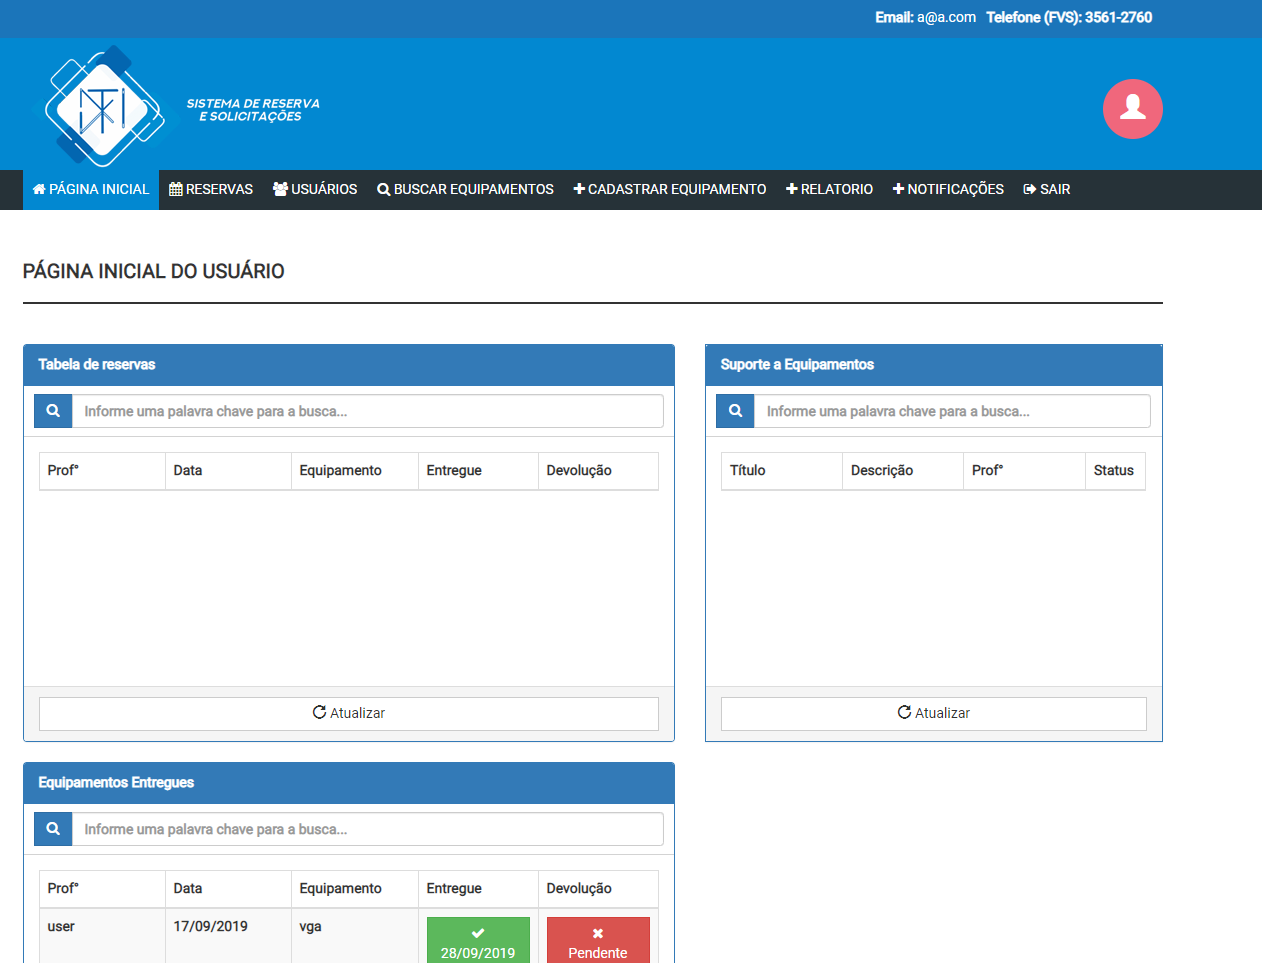 Email: a@a.com Telefone (FVS): 3561-2760
SISTEMA DE RESERVA
E SOLICITAÇÕES
PÁGINA INICIAL RESERVAS USUÁRIOS BUSCAR EQUIPAMENTOS CADASTRAR EQUIPAMENTO RELATORIO NOTIFICAÇÕES SAIR
PÁGINA INICIAL DO USUÁRIO
Tabela de reservas
Informe uma palavra chave para a busca...
Prof° Data Equipamento Entregue Devolução
Atualizar
Suporte a Equipamentos
Informe uma palavra chave para a busca...
Título Descrição Prof° Status
Atualizar
Equipamentos Entregues
Informe uma palavra chave para a busca...
Prof° Data Equipamento Entregue Devolução
user 17/09/2019 vga
28/09/2019 Pendente